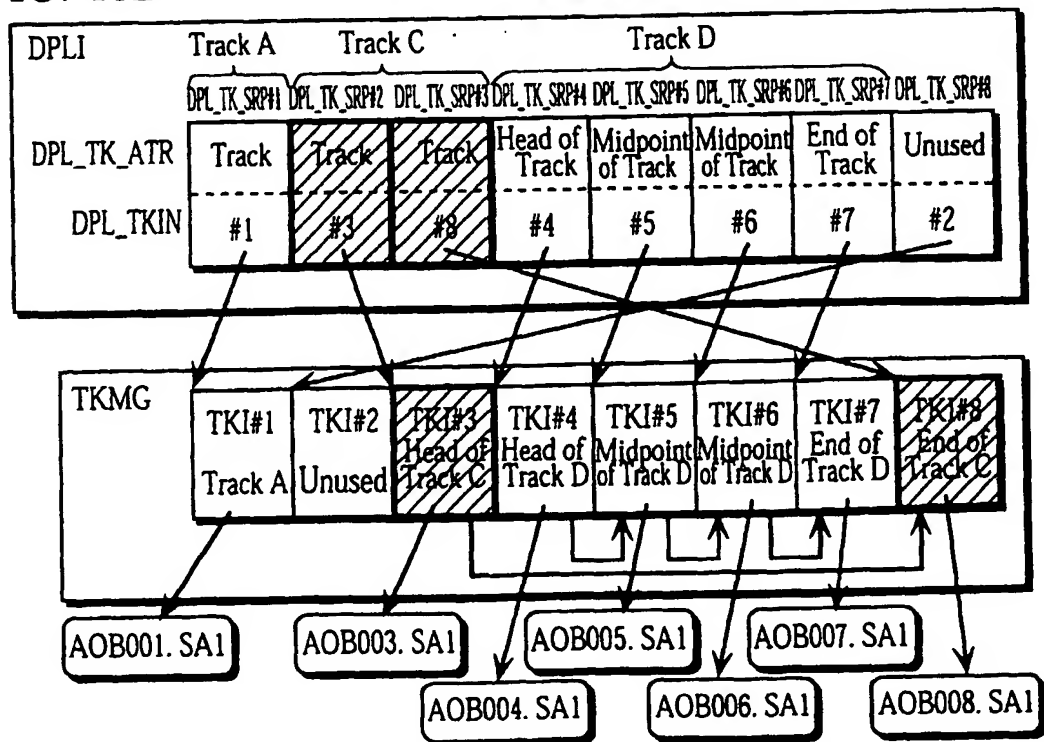 DPLI
Track A Track C Track D
DPL_TK_SRP#1 DPL_TK_SRP#2 DPL_TK_SRP#3 DPL_TK_SRP#4 DPL_TK_SRP#5 DPL_TK_SRP#6 DPL_TK_SRP#7 DPL_TK_SRP#8
DPL_TK_ATR
Track
Track
Track
Head of
Track
Midpoint
of Track
Midpoint
of Track
End of
Track
Unused
DPL_TKIN
#1 #3 #8 #4 #5 #6 #7 #2
TKMG
TKI#1
Track A
TKI#2
Unused
TKI#3
Head of
Track C
TKI#4
Head of
Track D
TKI#5
Midpoint
of Track D
TKI#6
Midpoint
of Track D
TKI#7
End of
Track D
TKI#8
End of
Track C
AOB001. SA1
AOB003. SA1
AOB005. SA1
AOB007. SA1
AOB004. SA1
AOB006. SA1
AOB008. SA1